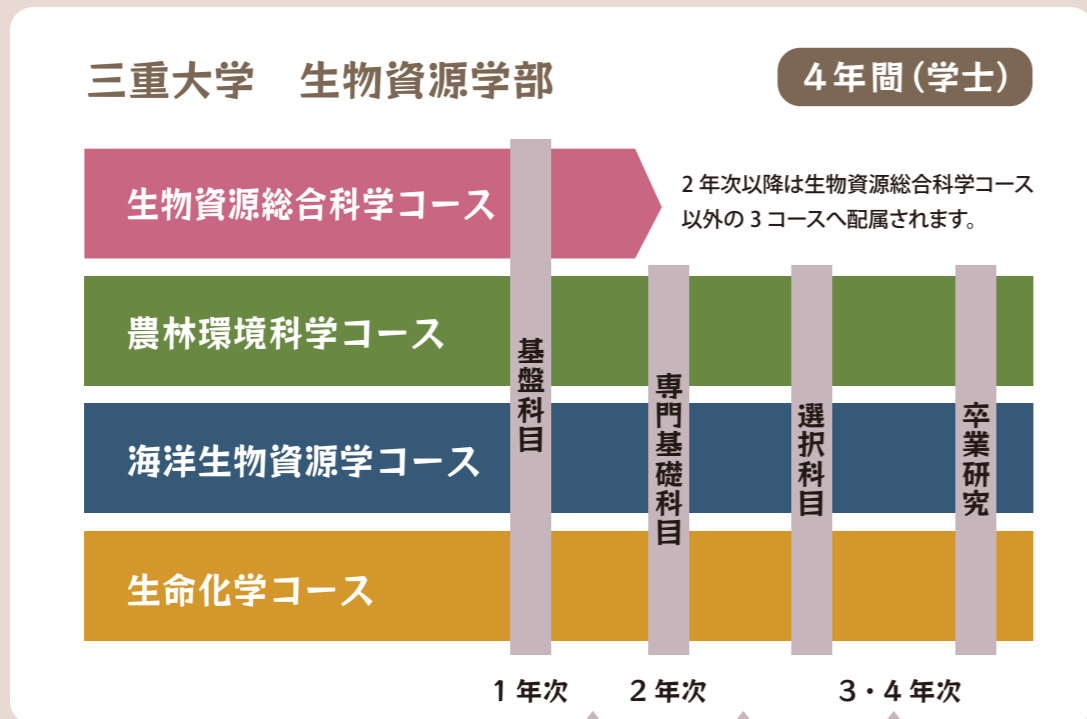 三重大学　生物資源学部
4年間（学士）
生物資源総合科学コース
2 年次以降は生物資源総合科学コース
以外の 3 コースへ配属されます。
農林環境科学コース
海洋生物資源学コース
生命化学コース
基盤科目
専門基礎科目
選択科目
卒業研究
1 年次
2 年次
3・4 年次